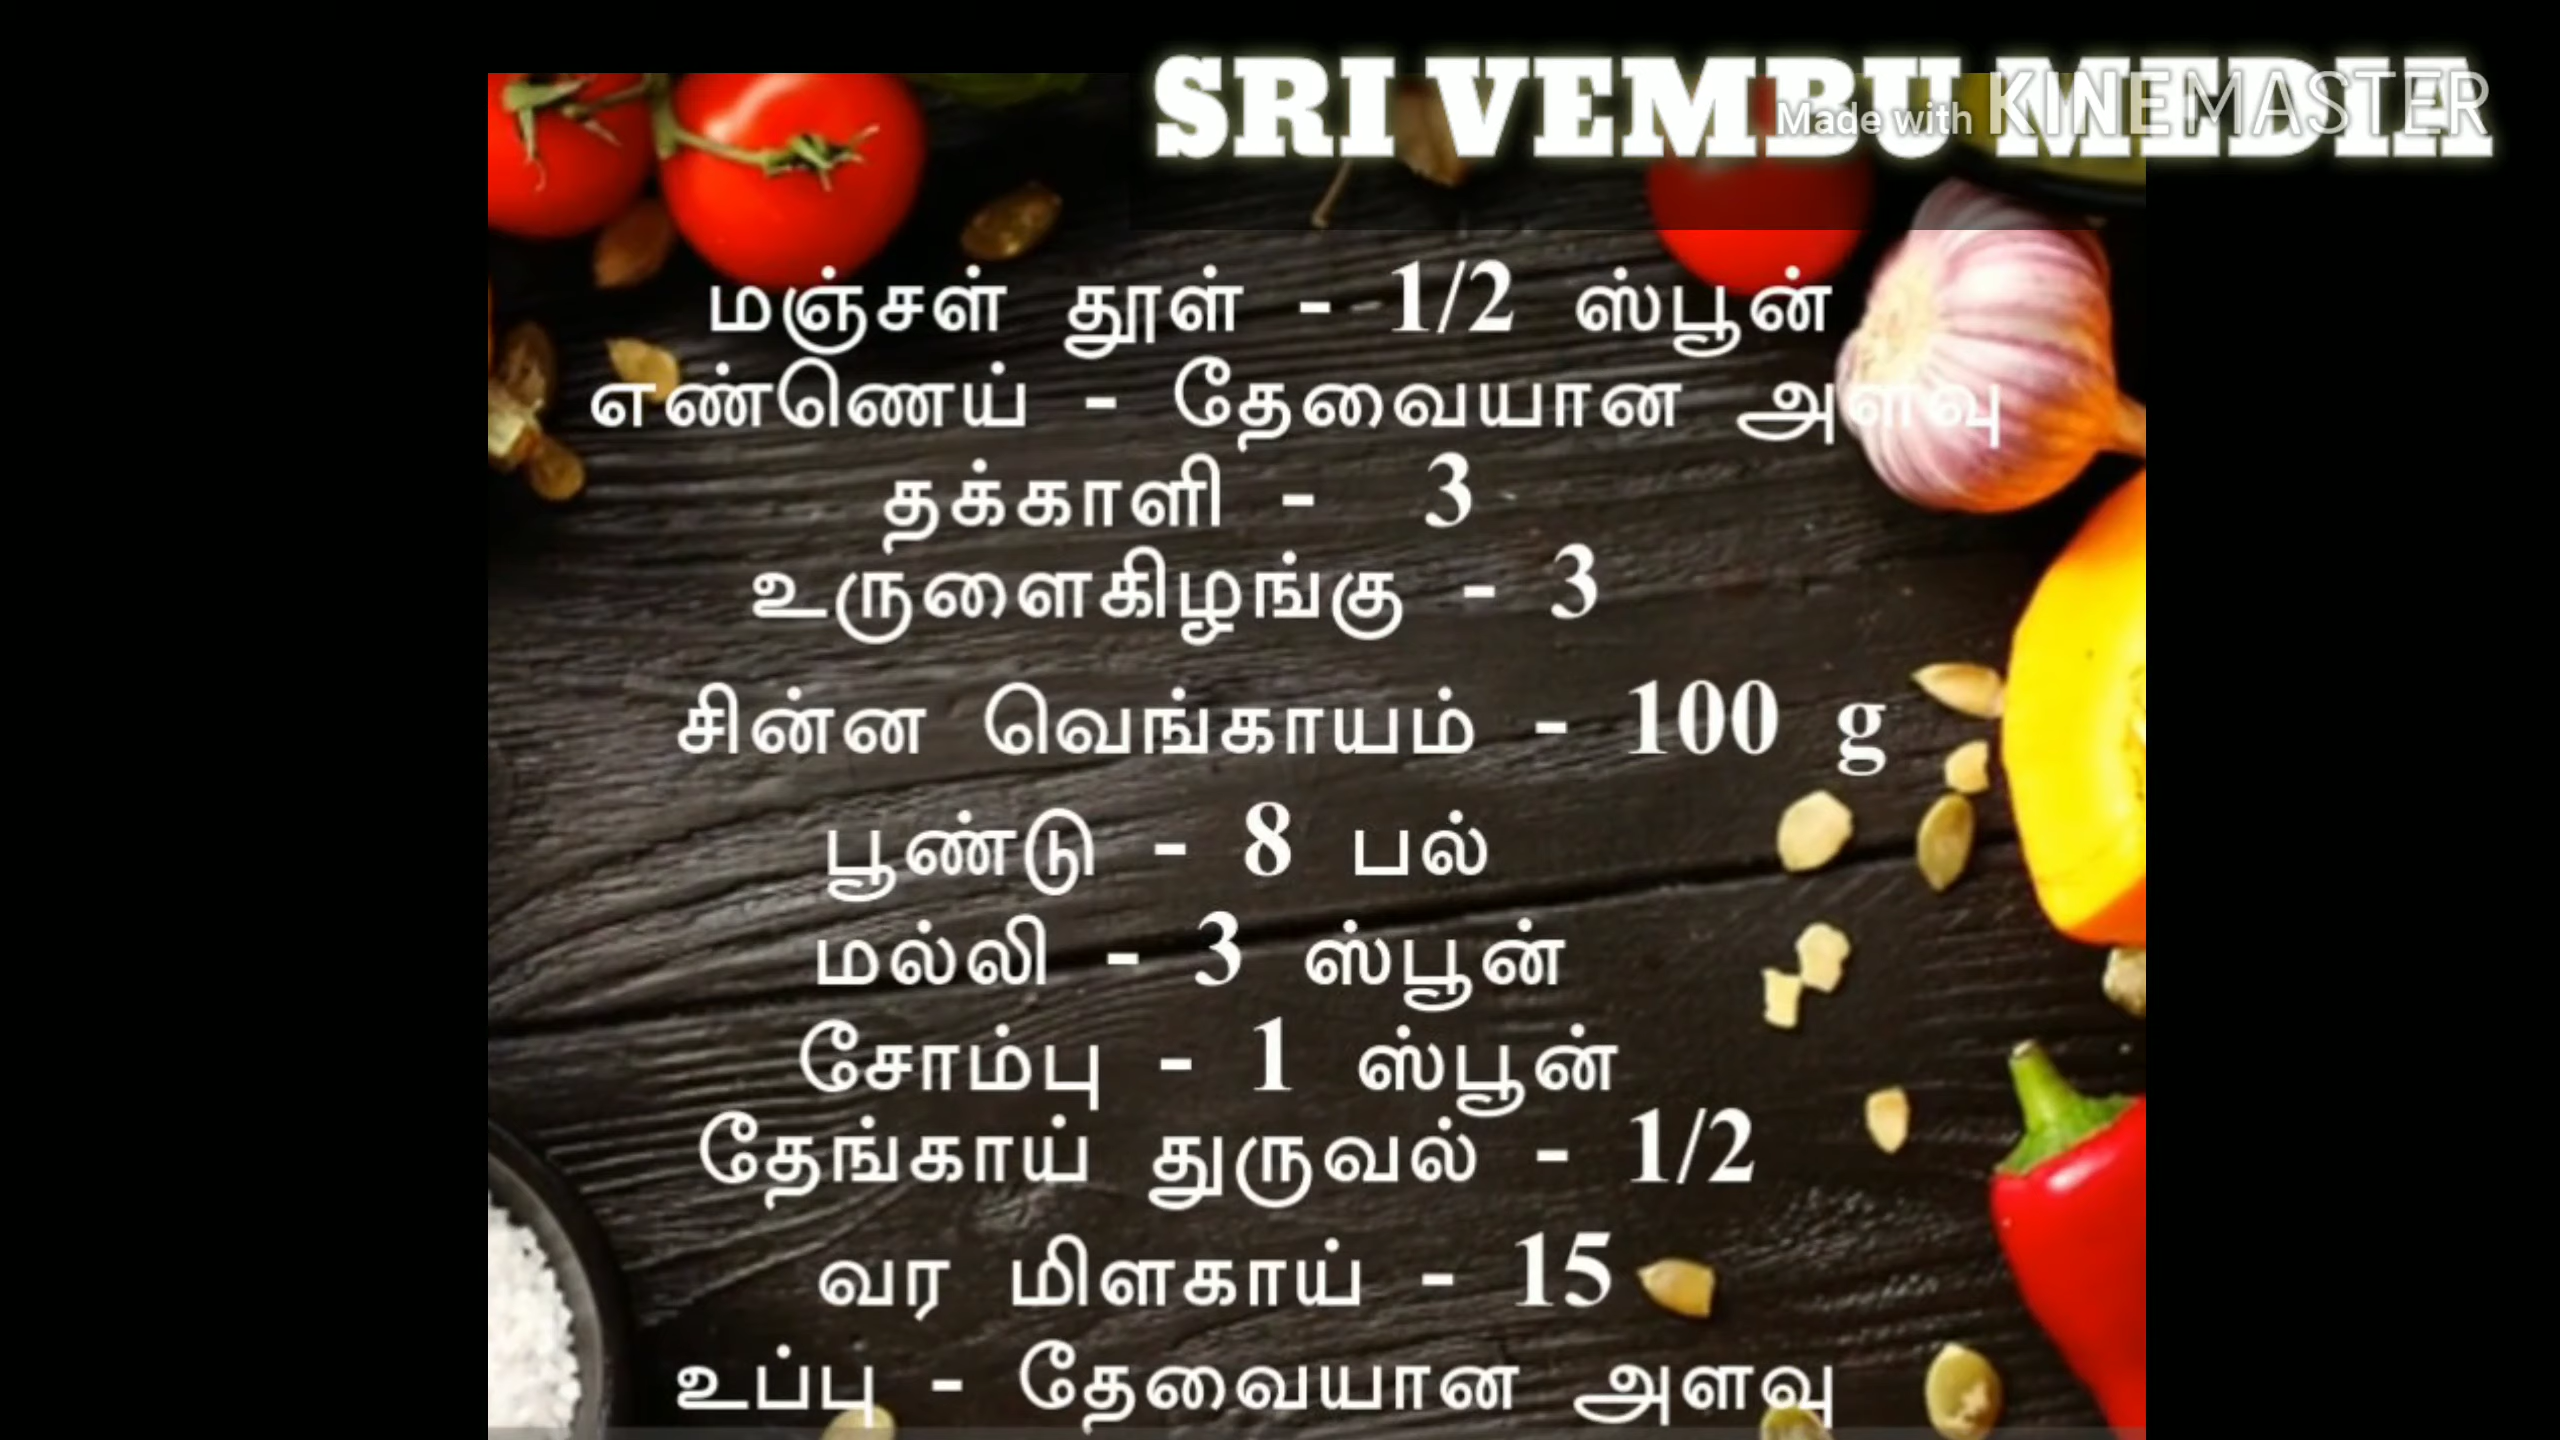 SRI VEMBU MEDIA
Made with KINEMASTER
மஞ்சள் தூள் - 1/2 ஸ்பூன்
எண்ணெய் - தேவையான அளவு
தக்காளி - 3
உருளைகிழங்கு - 3
சின்ன வெங்காயம் - 100 g
பூண்டு - 8 பல்
மல்லி - 3 ஸ்பூன்
சோம்பு - 1 ஸ்பூன்
தேங்காய் துருவல் - 1/2
வர மிளகாய் - 15
உப்பு - தேவையான அளவு